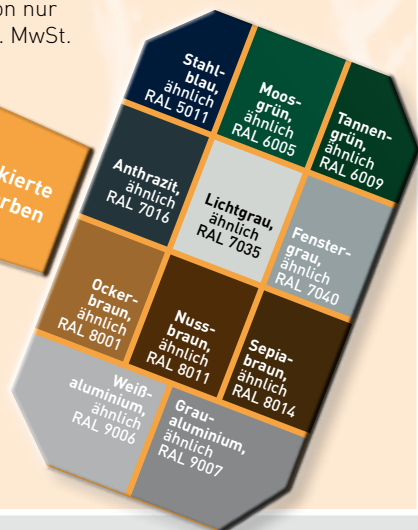 on nur
. MwSt.
kierte
rben
Stahl-
blau,
ähnlich
RAL 5011
Moos-
grün,
ähnlich
RAL 6005
Tannen-
grün,
ähnlich
RAL 6009
Anthrazit,
ähnlich
RAL 7016
Lichtgrau,
ähnlich
RAL 7035
Fenster-
grau,
ähnlich
RAL 7040
Ocker-
braun,
ähnlich
RAL 8001
Nuss-
braun,
ähnlich
RAL 8011
Sepia-
braun,
ähnlich
RAL 8014
Weiß-
aluminium,
ähnlich
RAL 9006
Grau-
aluminium,
ähnlich
RAL 9007